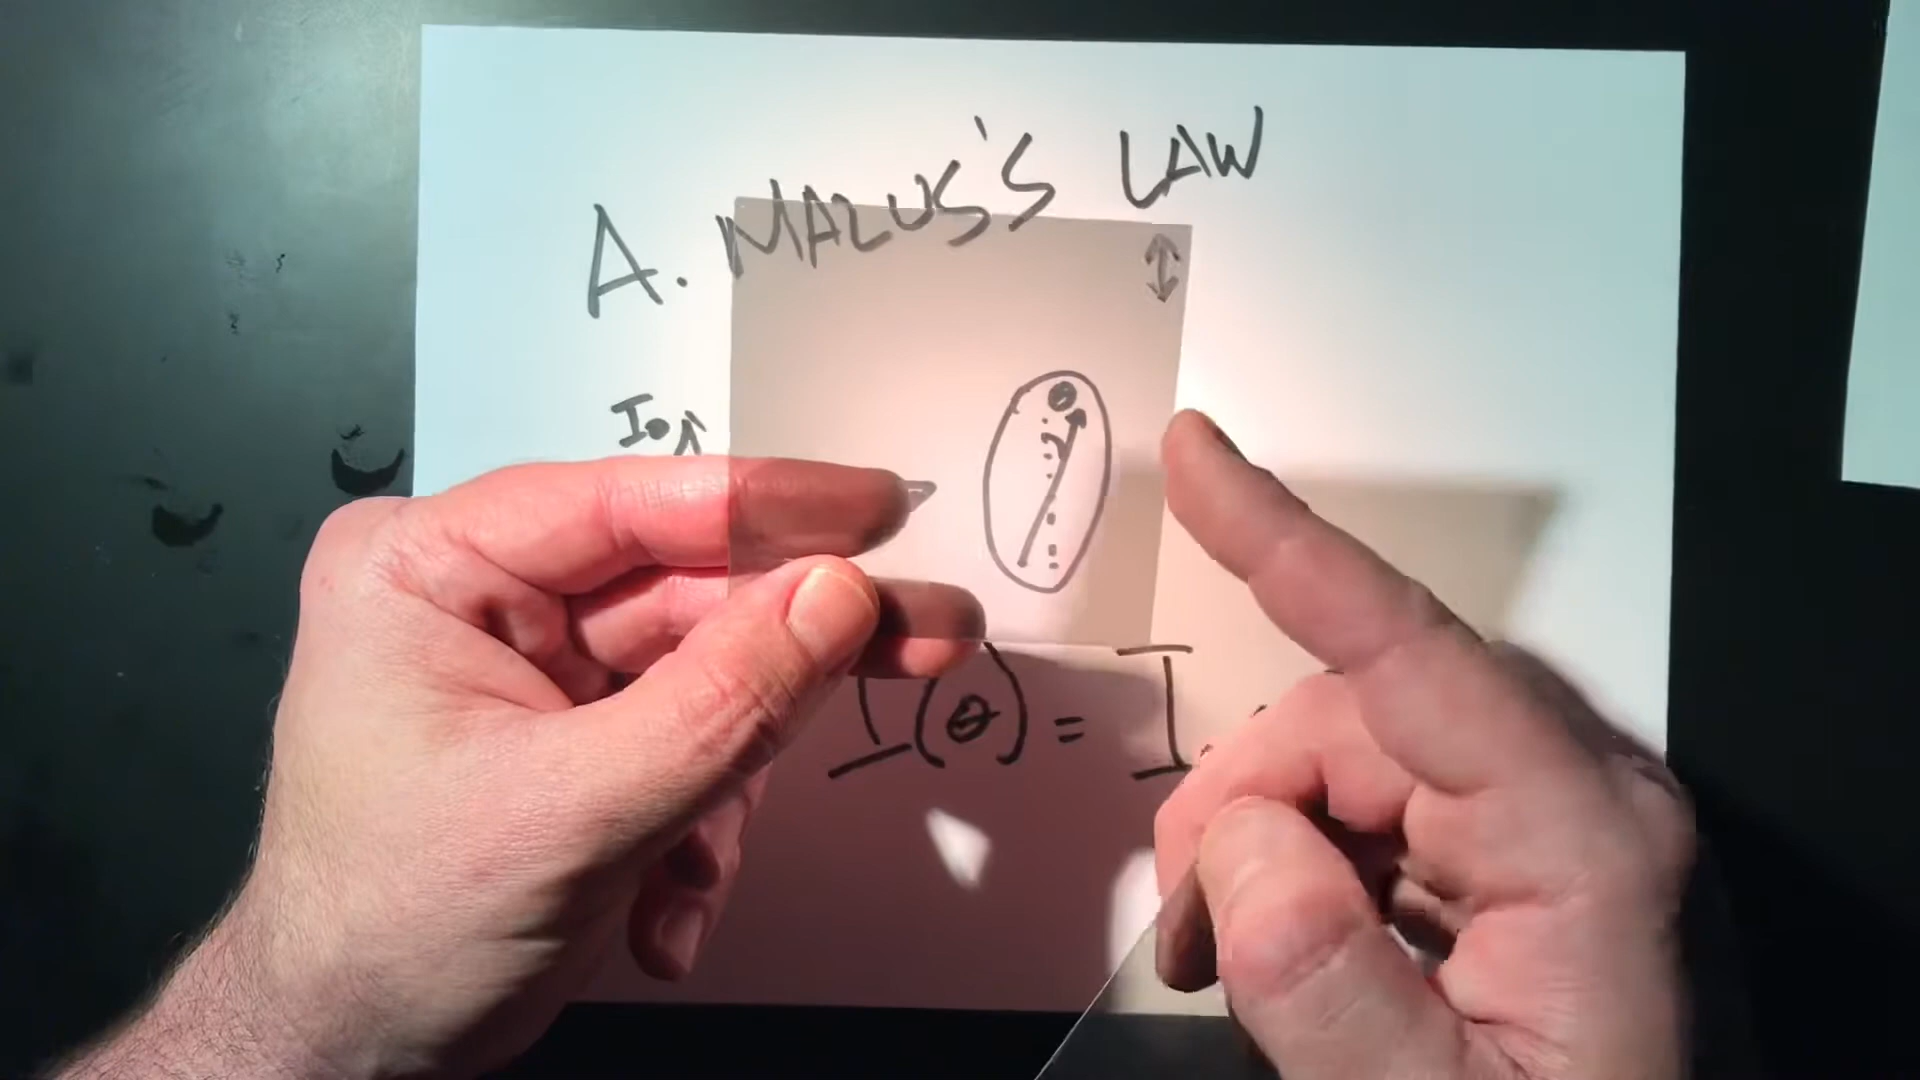 A. MALUS'S LAW
↕
I₀ ↑
θ
I(θ) = I